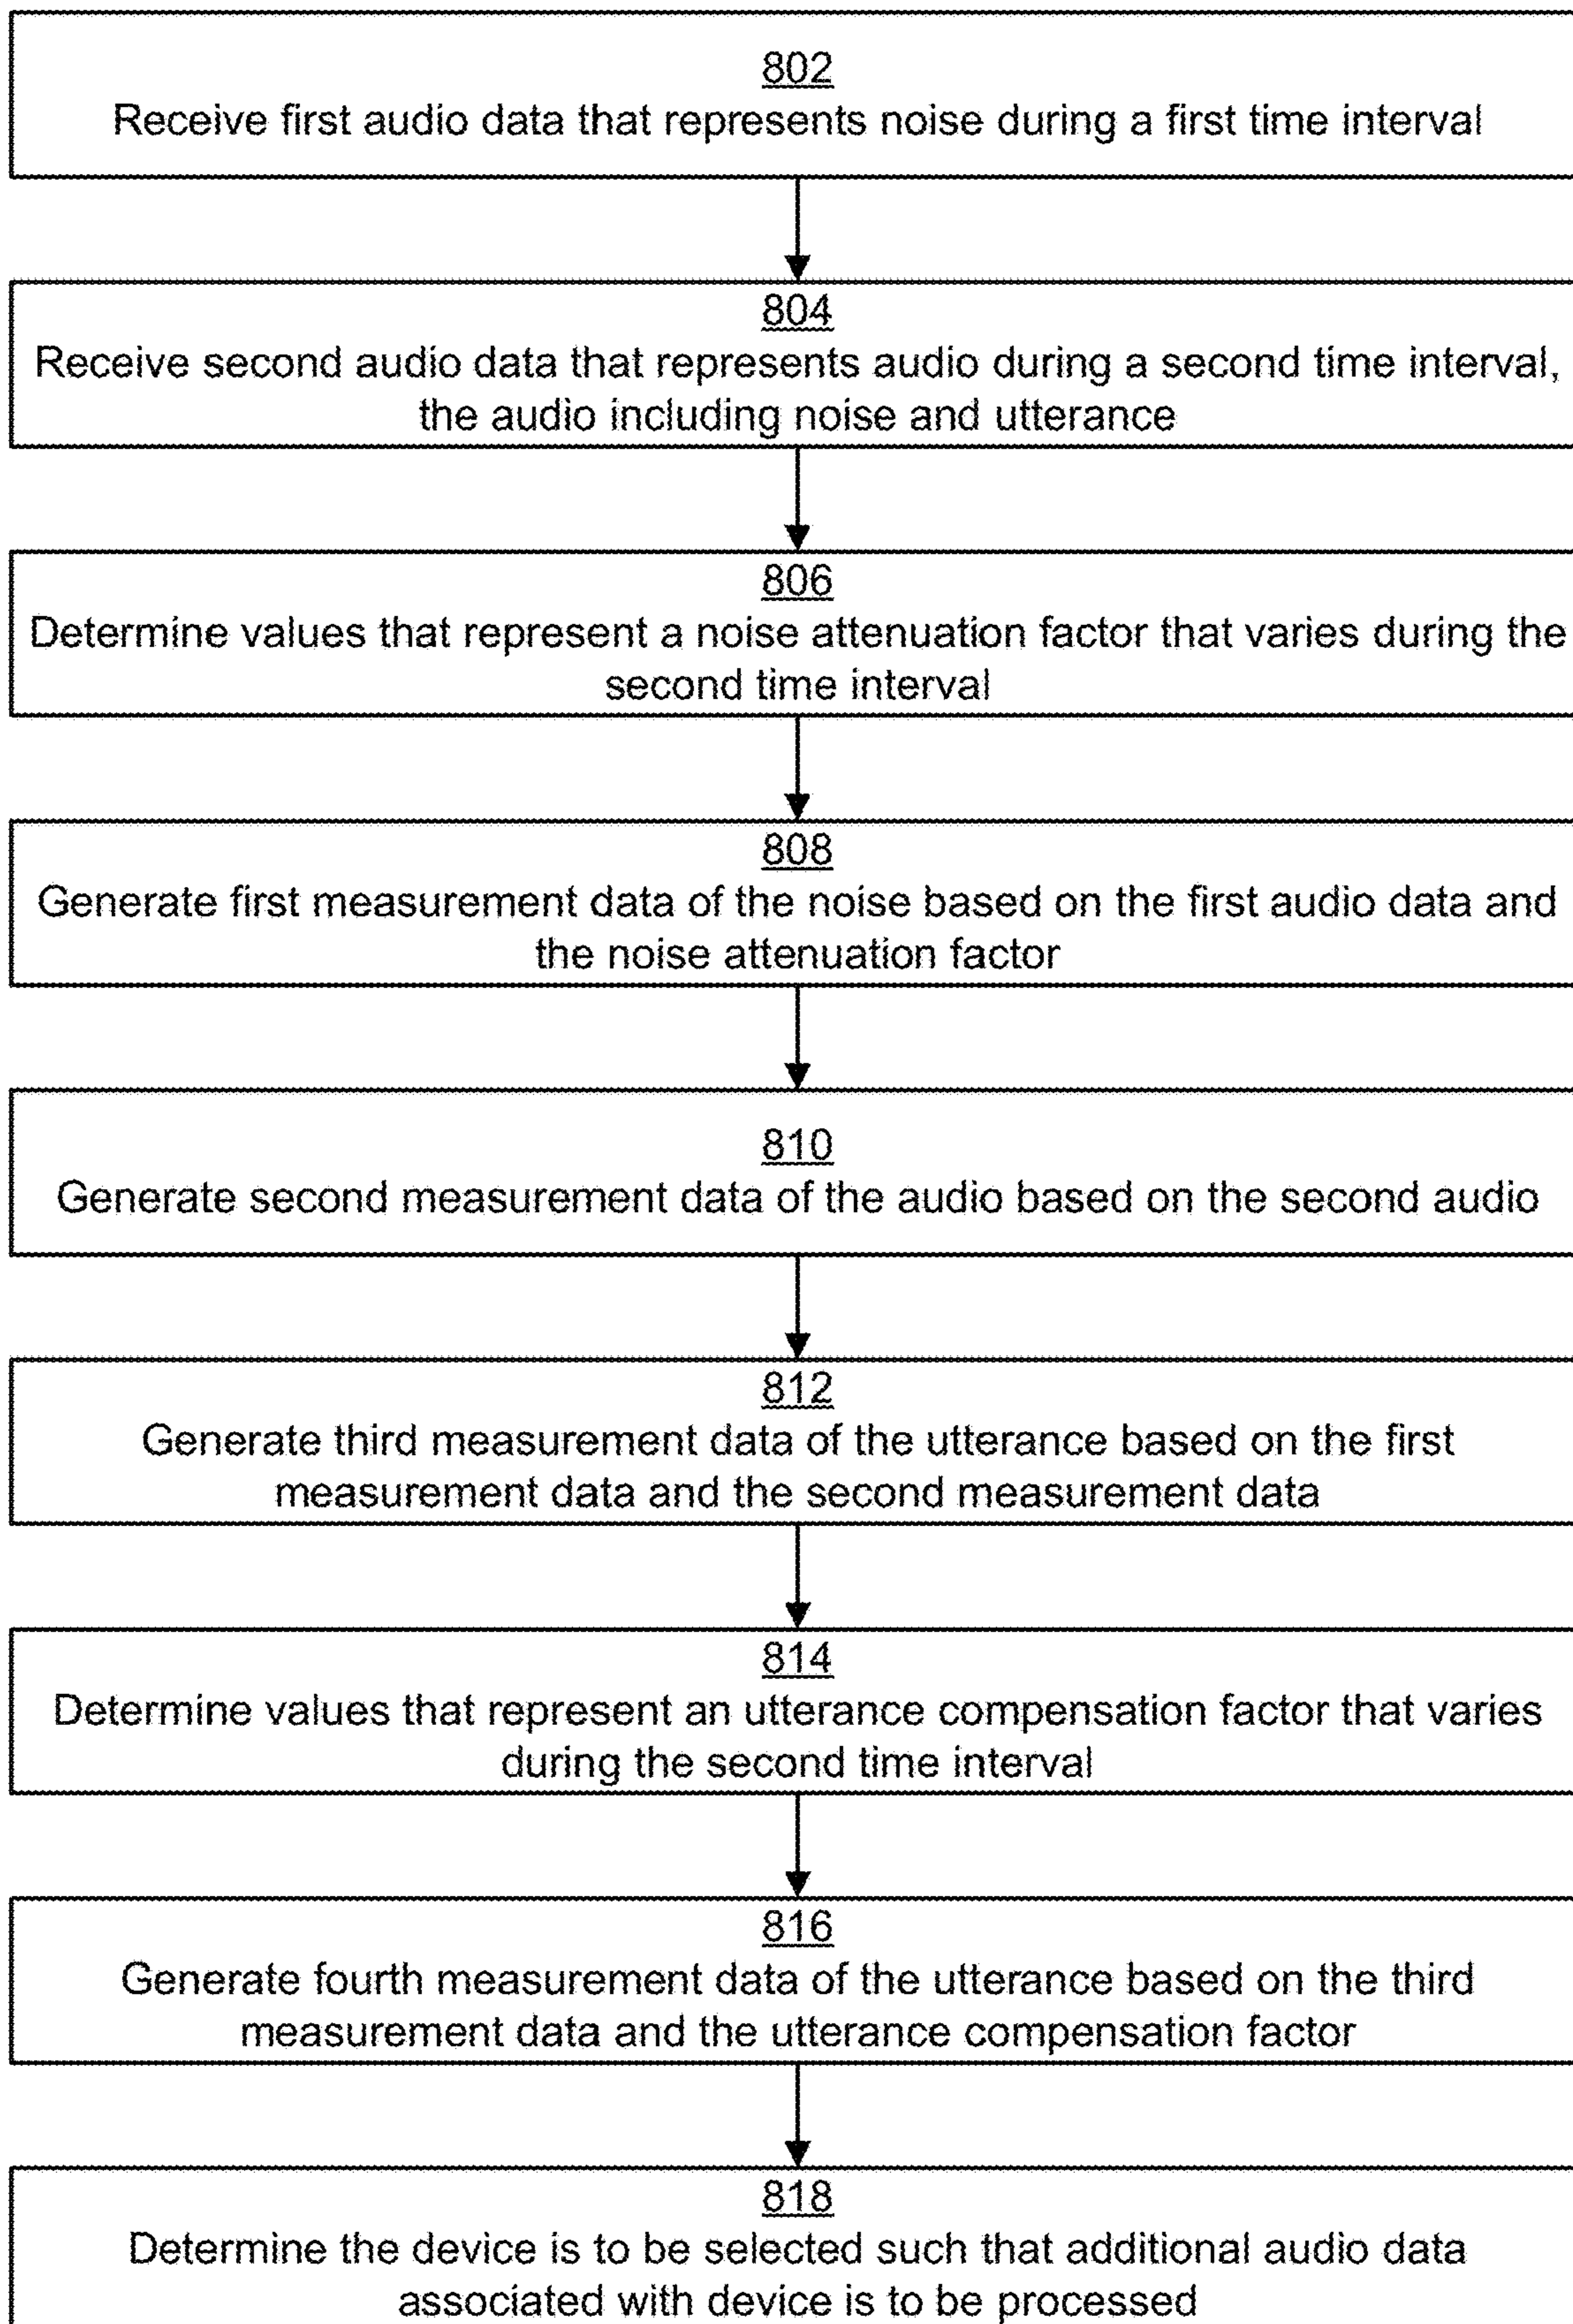 802
Receive first audio data that represents noise during a first time interval
804
Receive second audio data that represents audio during a second time interval,
the audio including noise and utterance
806
Determine values that represent a noise attenuation factor that varies during the
second time interval
808
Generate first measurement data of the noise based on the first audio data and
the noise attenuation factor
810
Generate second measurement data of the audio based on the second audio
812
Generate third measurement data of the utterance based on the first
measurement data and the second measurement data
814
Determine values that represent an utterance compensation factor that varies
during the second time interval
816
Generate fourth measurement data of the utterance based on the third
measurement data and the utterance compensation factor
818
Determine the device is to be selected such that additional audio data
associated with device is to be processed